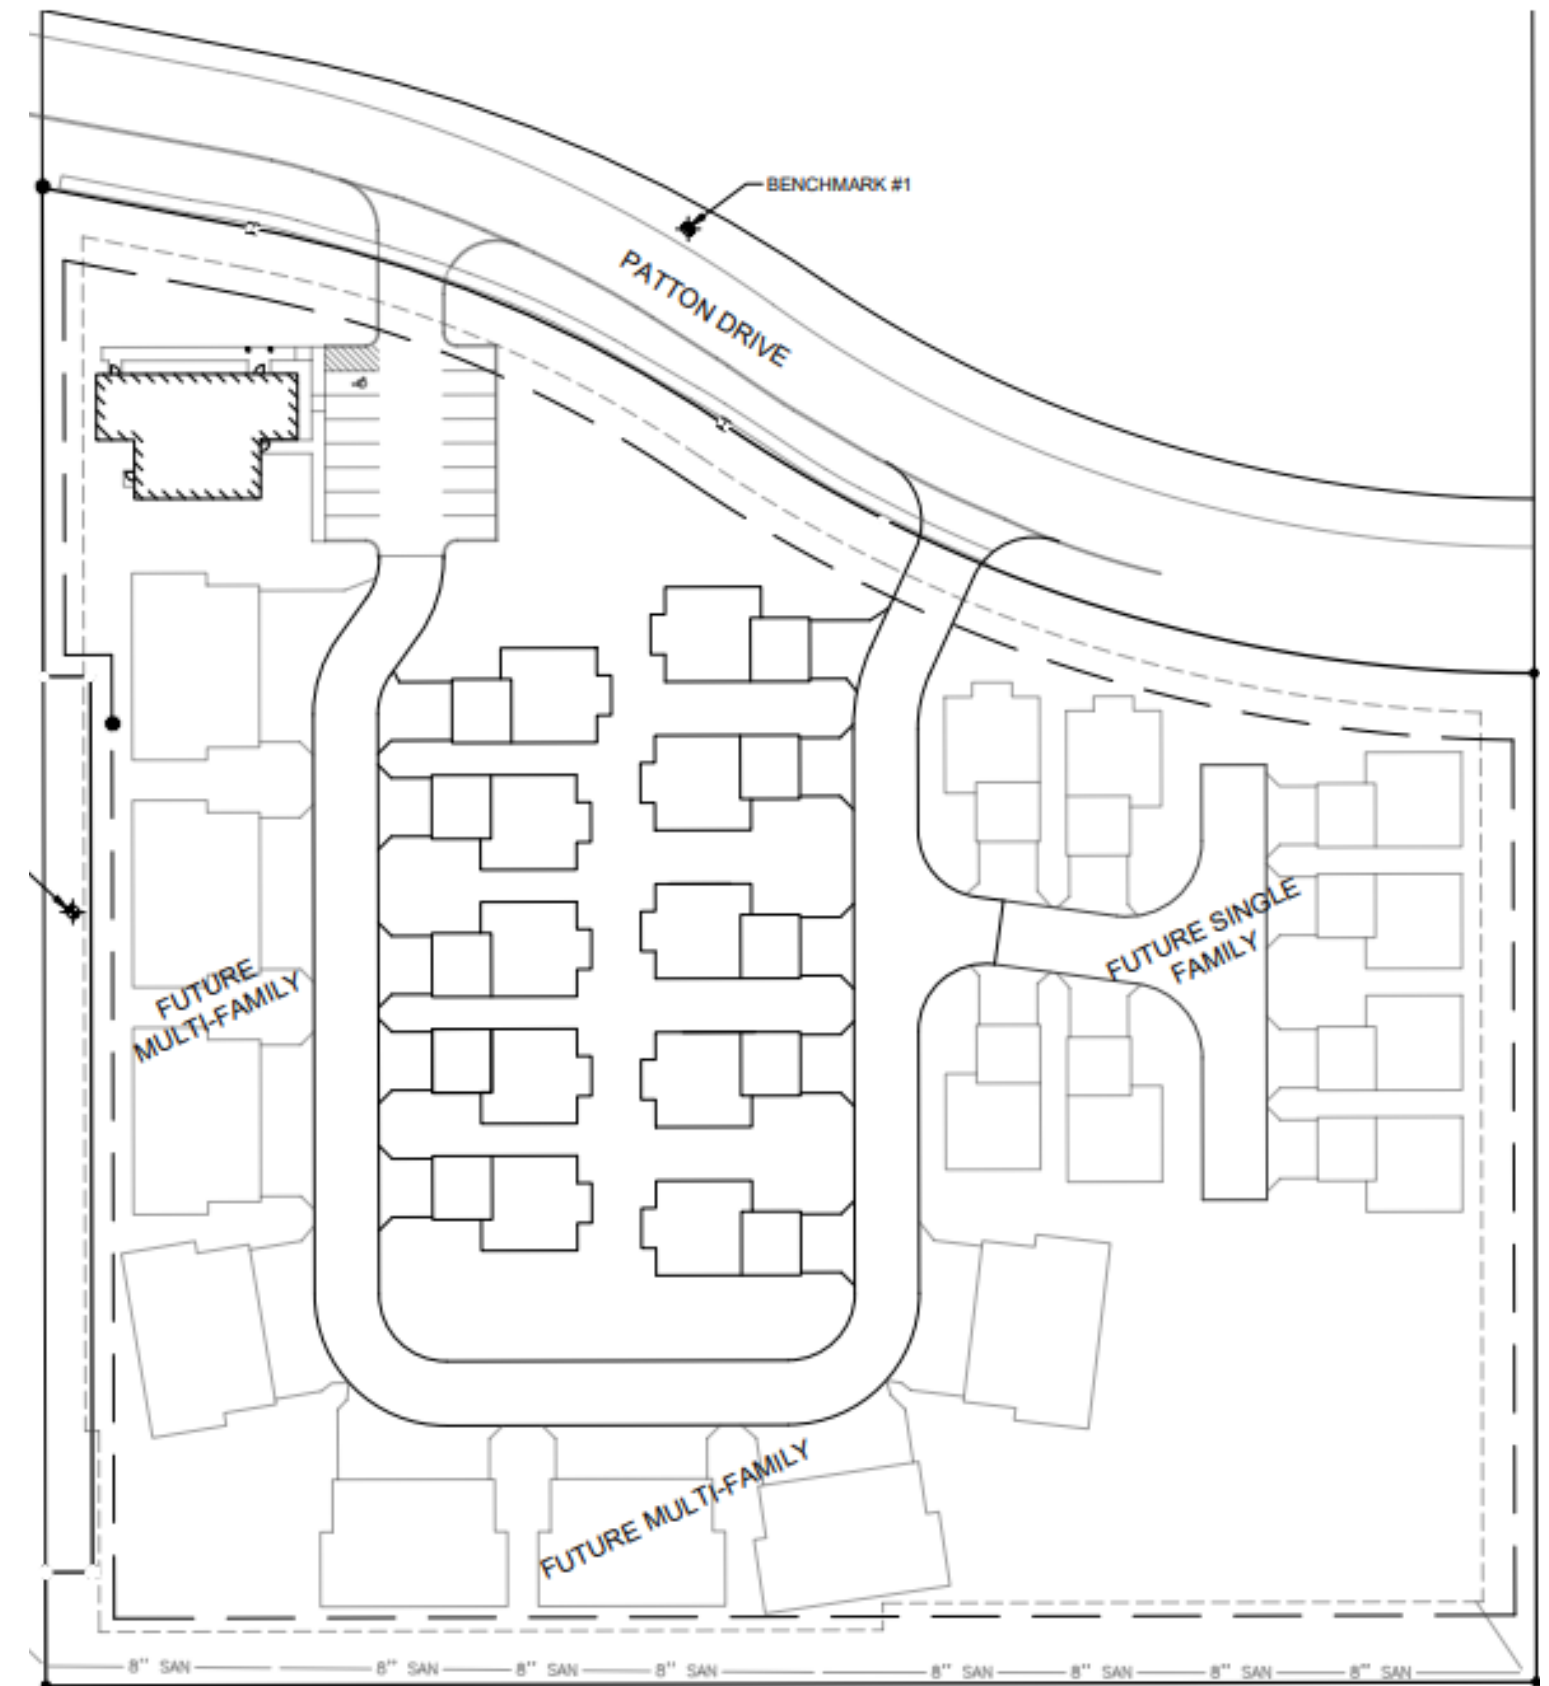 BENCHMARK #1
PATTON DRIVE
FUTURE SINGLE
FAMILY
FUTURE
MULTI-FAMILY
FUTURE MULTI-FAMILY
8" SAN
8" SAN
8" SAN
8" SAN
8" SAN
8" SAN
8" SAN
8" SAN